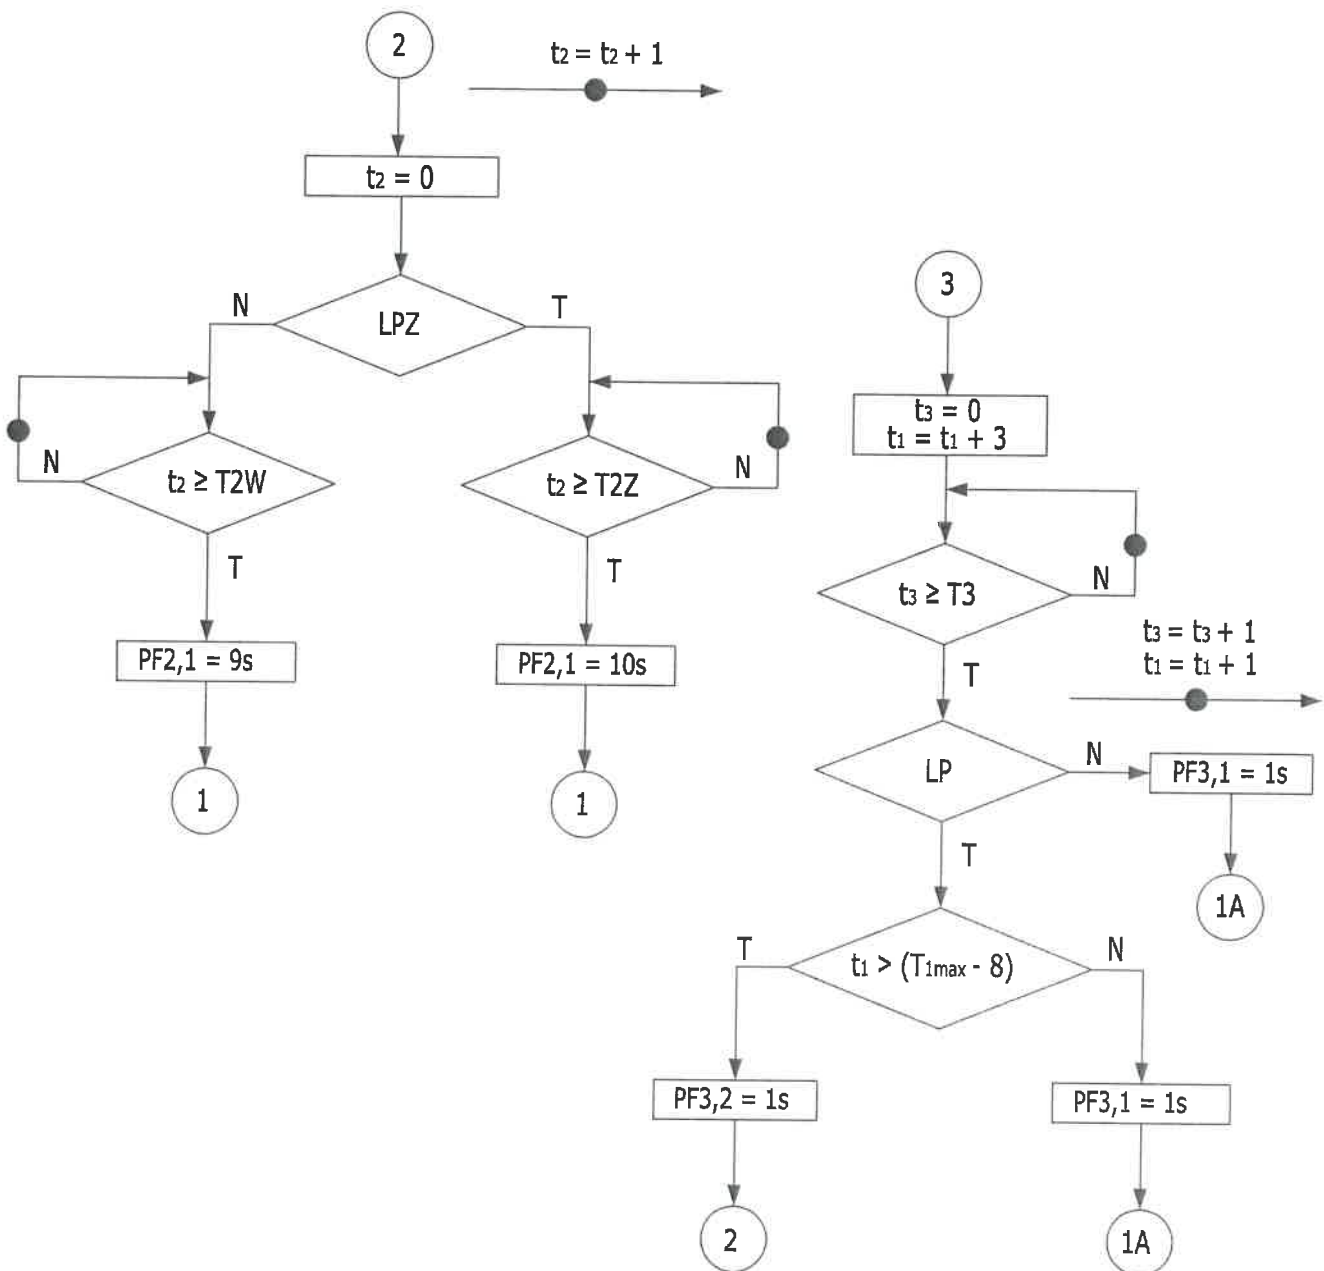 2
t2 = t2 + 1
t2 = 0
LPZ
N
T
t2 ≥ T2W
N
T
t2 ≥ T2Z
N
T
PF2,1 = 9s
PF2,1 = 10s
1
1
3
t3 = 0
t1 = t1 + 3
t3 ≥ T3
N
T
t3 = t3 + 1
t1 = t1 + 1
LP
N
PF3,1 = 1s
T
1A
t1 > (T1max - 8)
T
N
PF3,2 = 1s
PF3,1 = 1s
2
1A